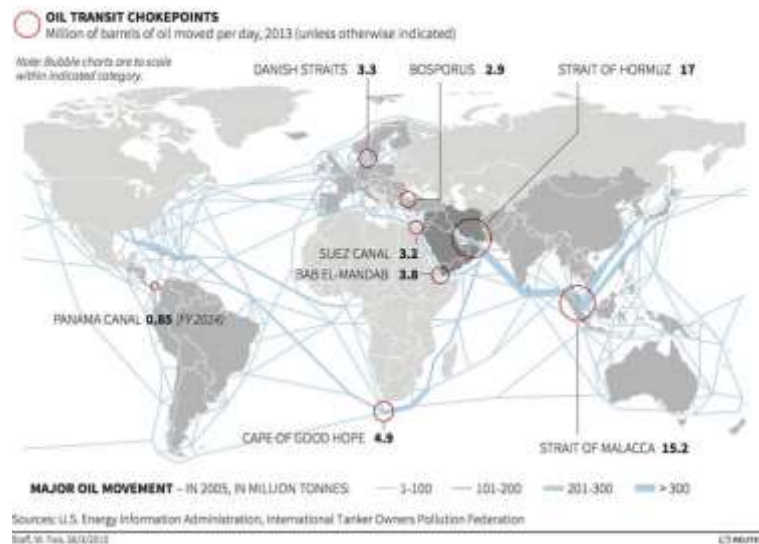 OIL TRANSIT CHOKEPOINTS
Million of barrels of oil moved per day, 2013 (unless otherwise indicated)
Note: Bubble charts are to scale
within indicated category.
DANISH STRAITS 3.3
BOSPORUS 2.9
STRAIT OF HORMUZ 17
SUEZ CANAL 3.2
BAB EL-MANDAB 3.8
PANAMA CANAL 0.85 (FY2014)
CAPE OF GOOD HOPE 4.9
STRAIT OF MALACCA 15.2
MAJOR OIL MOVEMENT – IN 2005, IN MILLION TONNES 1-100 101-200 201-300 > 300
Sources: U.S. Energy Information Administration, International Tanker Owners Pollution Federation
Staff, W.